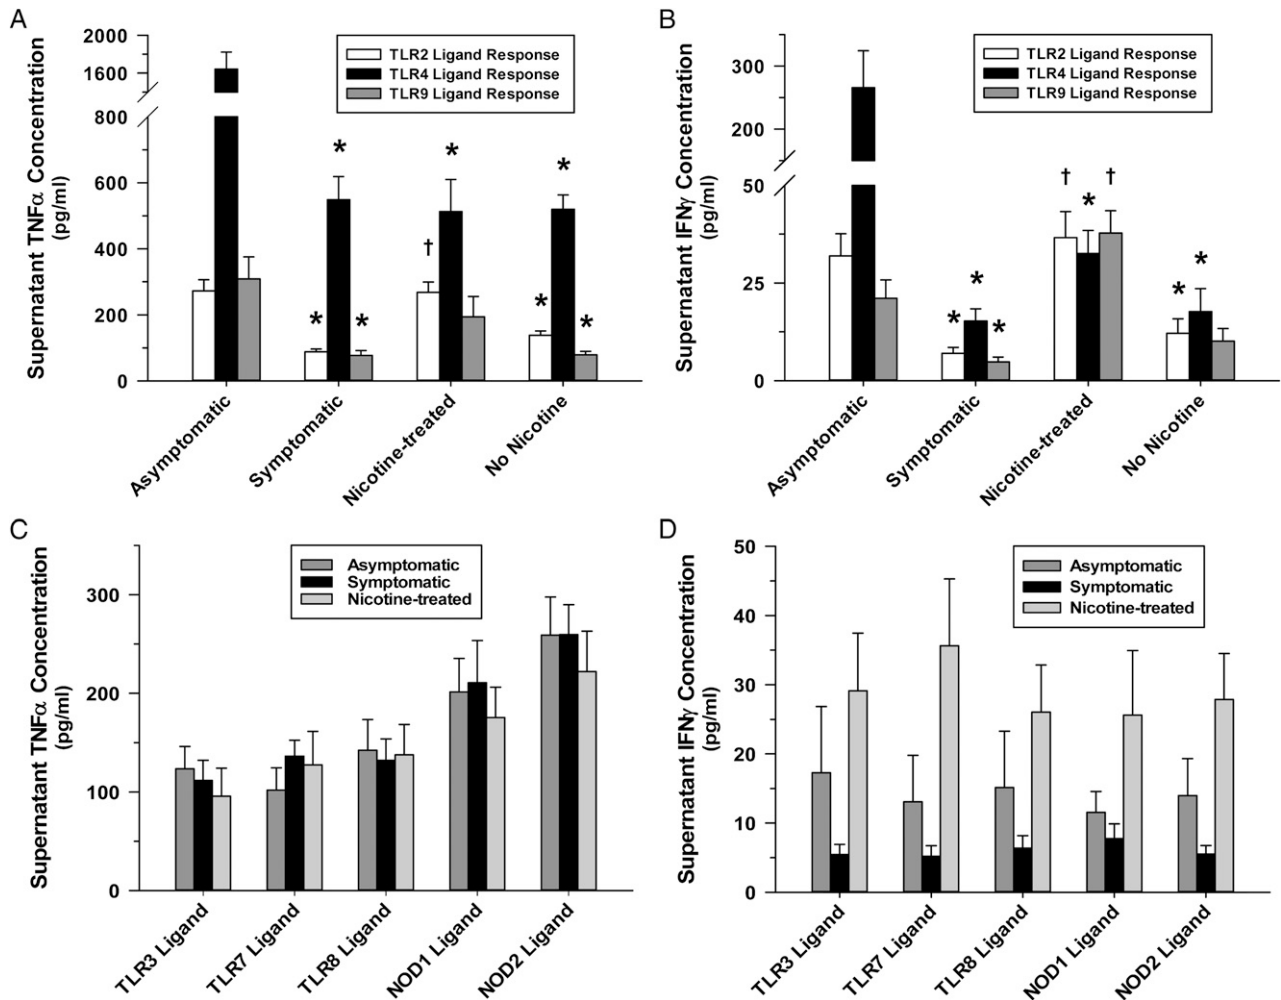 A
Supernatant TNFα Concentration
(pg/ml)
2000
1600
800
600
400
200
0
TLR2 Ligand Response
TLR4 Ligand Response
TLR9 Ligand Response
* * *
†
* * * *
Asymptomatic
Symptomatic
Nicotine-treated
No Nicotine
B
Supernatant IFNγ Concentration
(pg/ml)
300
200
50
25
0
TLR2 Ligand Response
TLR4 Ligand Response
TLR9 Ligand Response
† * †
* * * * *
Asymptomatic
Symptomatic
Nicotine-treated
No Nicotine
C
Supernatant TNFα Concentration
(pg/ml)
300
200
100
0
Asymptomatic
Symptomatic
Nicotine-treated
TLR3 Ligand
TLR7 Ligand
TLR8 Ligand
NOD1 Ligand
NOD2 Ligand
D
Supernatant IFNγ Concentration
(pg/ml)
50
40
30
20
10
0
Asymptomatic
Symptomatic
Nicotine-treated
TLR3 Ligand
TLR7 Ligand
TLR8 Ligand
NOD1 Ligand
NOD2 Ligand